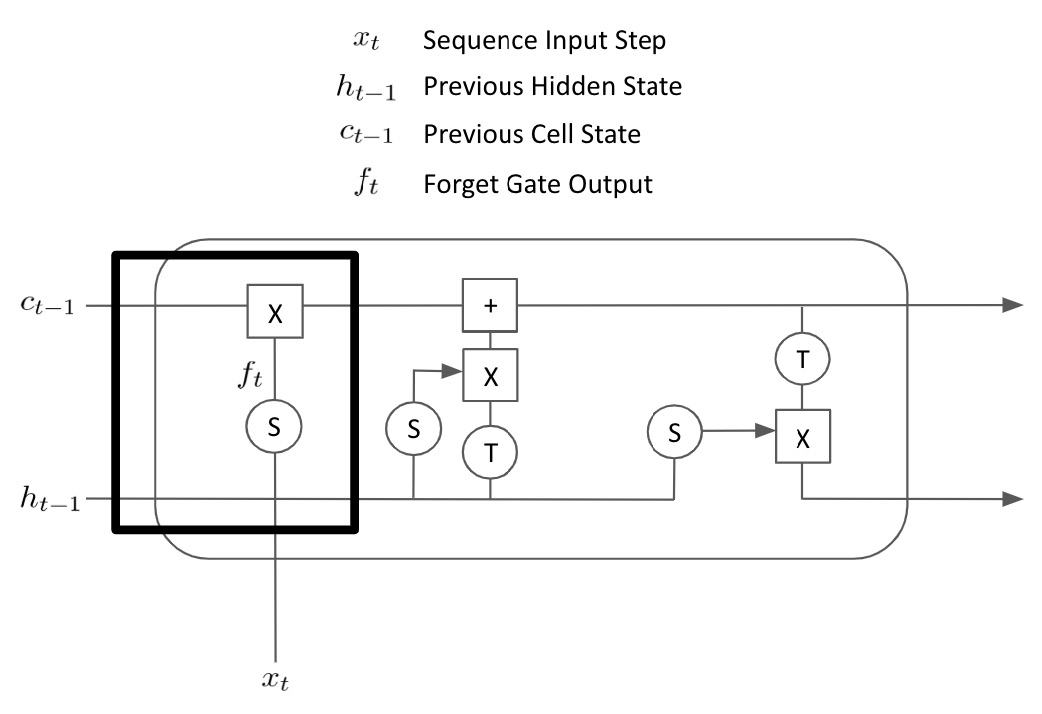 x_t Sequence Input Step
h_{t−1} Previous Hidden State
c_{t−1} Previous Cell State
f_t Forget Gate Output
c_{t−1} X +
T
f_t X
S S T S X
h_{t−1}
x_t